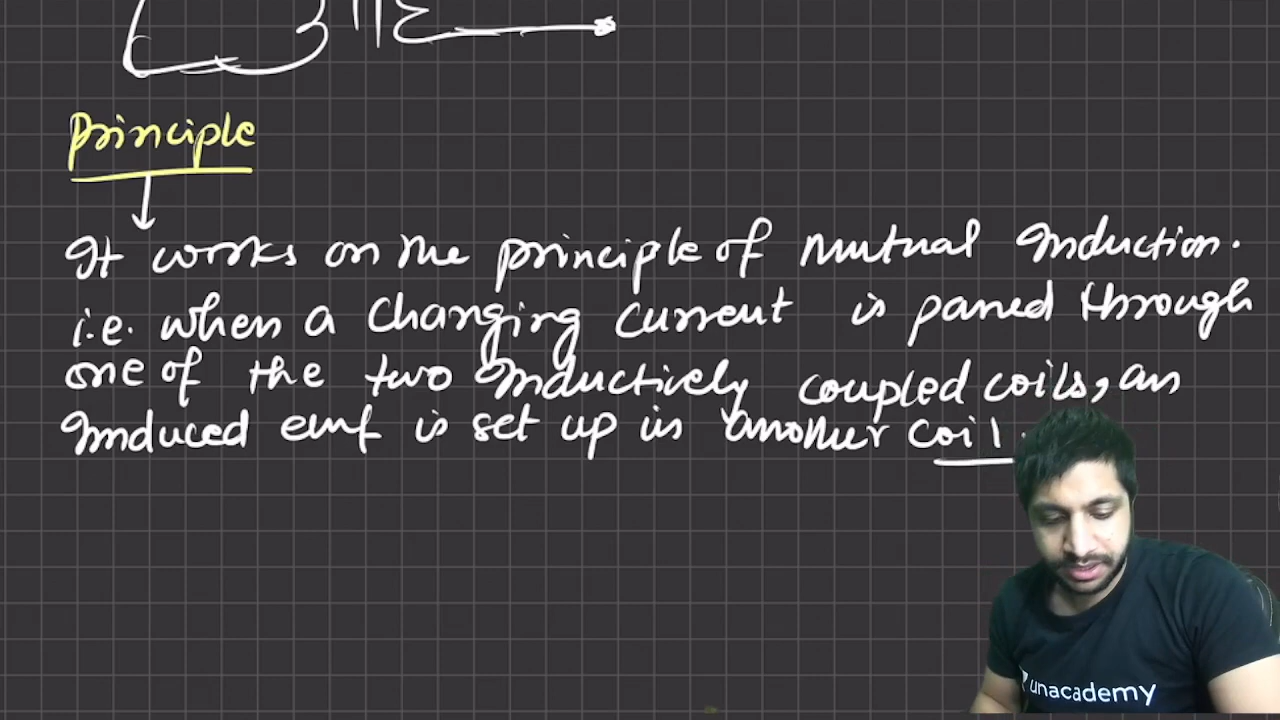 Principle
It works on the principle of mutual Induction.
i.e. when a changing current is passed through
one of the two Inductively coupled coils, an
Induced emf is set up in another coil.
unacademy